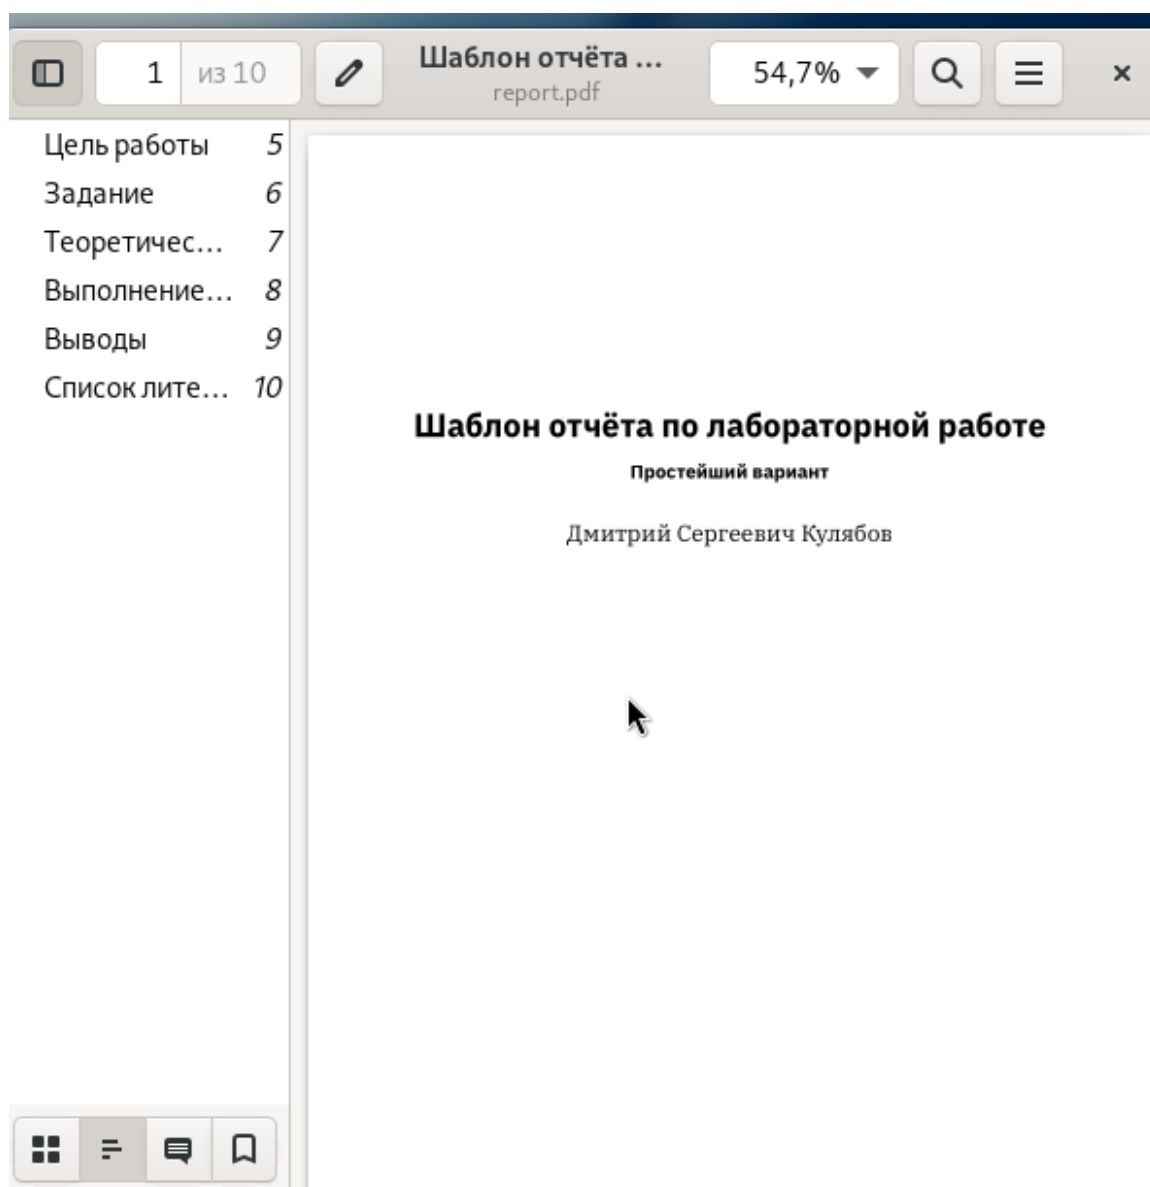 1 из 10 Шаблон отчёта ... 54,7%
report.pdf
Цель работы 5
Задание 6
Теоретичес... 7
Выполнение... 8
Выводы 9
Список лите... 10
Шаблон отчёта по лабораторной работе
Простейший вариант
Дмитрий Сергеевич Кулябов